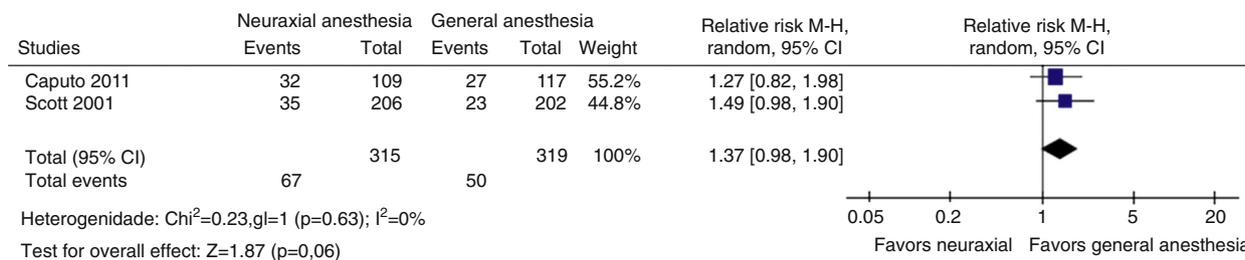 Neuraxial anesthesia General anesthesia Relative risk M-H, Relative risk M-H,
Studies Events Total Events Total Weight random, 95% CI random, 95% CI
Caputo 2011 32 109 27 117 55.2% 1.27 [0.82, 1.98]
Scott 2001 35 206 23 202 44.8% 1.49 [0.98, 1.90]
Total (95% CI) 315 319 100% 1.37 [0.98, 1.90]
Total events 67 50
0.05 0.2 1 5 20
Heterogenidade: Chi²=0.23,gl=1 (p=0.63); I²=0%
Favors neuraxial Favors general anesthesia
Test for overall effect: Z=1.87 (p=0,06)